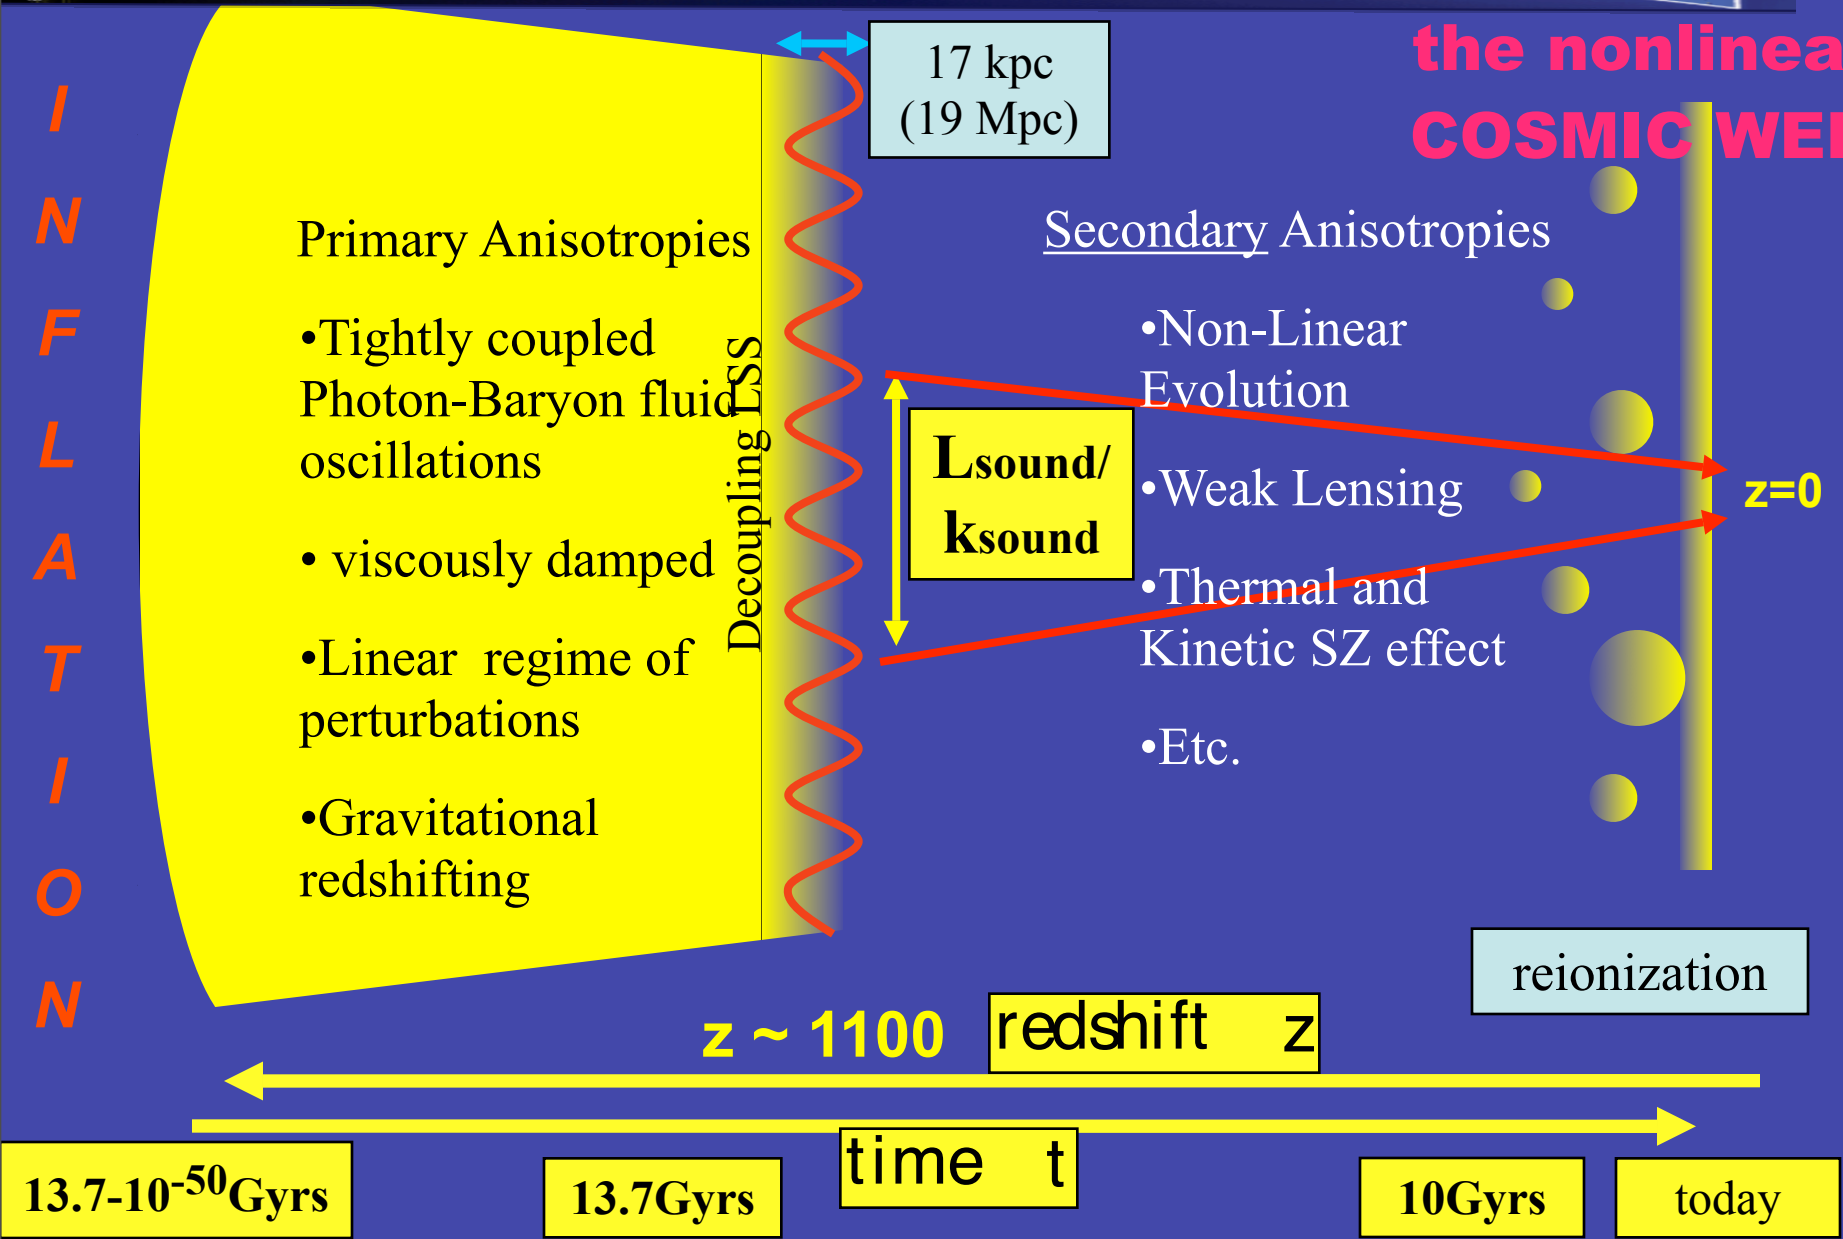 the nonlinea
COSMIC WEB
INFLATION
17 kpc
(19 Mpc)
Primary Anisotropies
•Tightly coupled
Photon-Baryon fluid
oscillations
• viscously damped
•Linear regime of
perturbations
•Gravitational
redshifting
Decoupling LSS
Lsound/
ksound
Secondary Anisotropies
•Non-Linear
Evolution
•Weak Lensing
•Thermal and
Kinetic SZ effect
•Etc.
z=0
reionization
z ~ 1100
redshift z
time t
13.7-10-50Gyrs
13.7Gyrs
10Gyrs
today